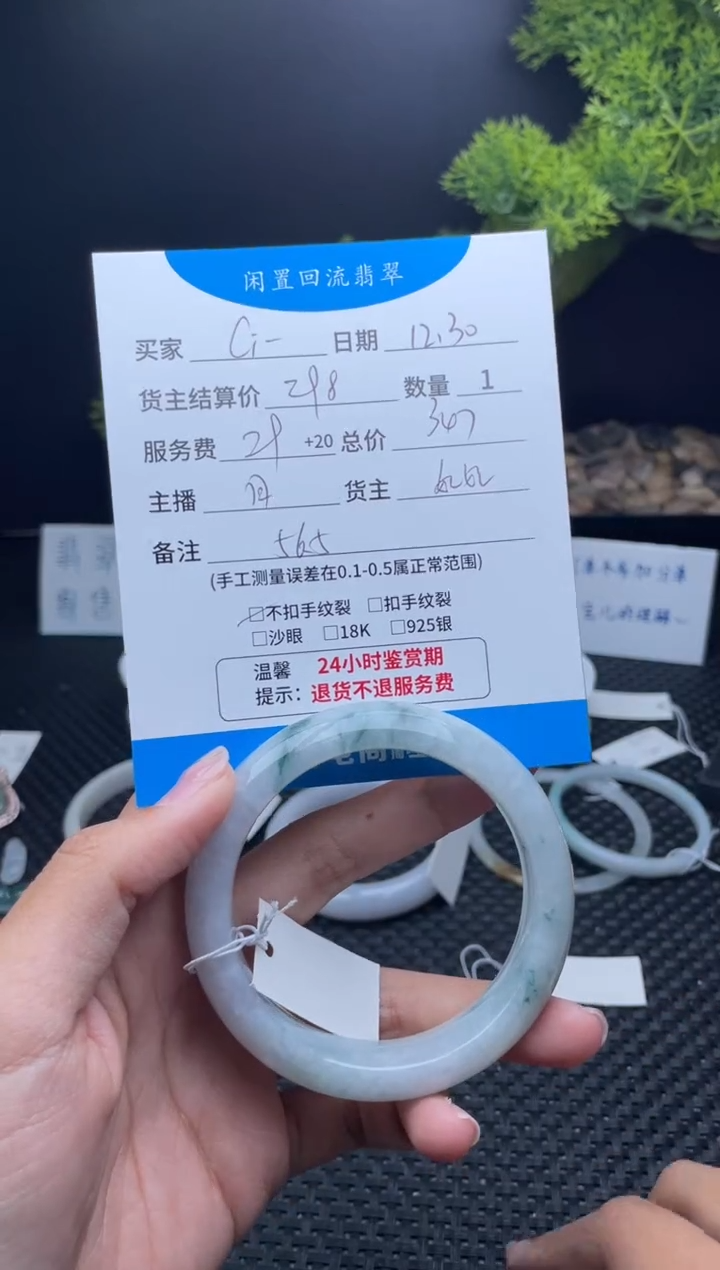 闲置回流翡翠
买家 Ci- 日期 12.30
货主结算价 298 数量 1
服务费 29 +20 总价 347
主播 货主
备注 565
(手工测量误差在0.1-0.5属正常范围)
☑不扣手纹裂 □扣手纹裂
□沙眼 □18K □925银
温馨 24小时鉴赏期
提示：退货不退服务费